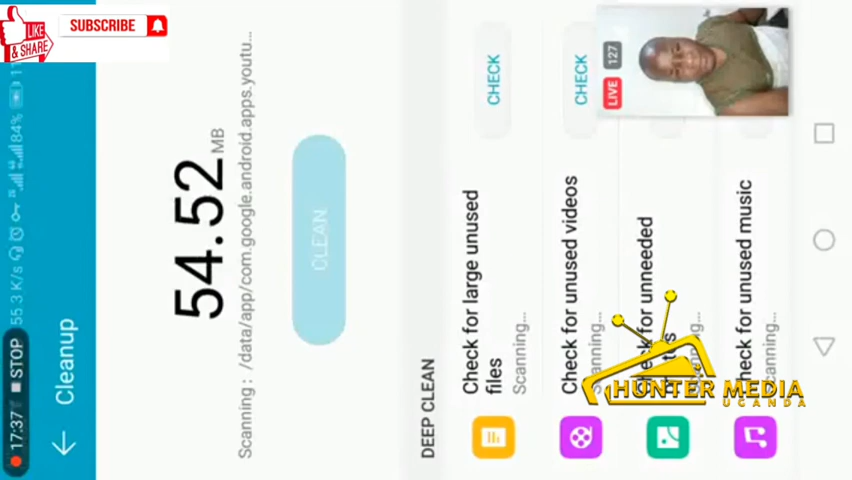 LIKE
& SHARE
SUBSCRIBE
17:37 STOP 55.3 K/s 84%
Cleanup
54.52 MB
Scanning: /data/app/com.google.android.apps.youtu...
CLEAN
DEEP CLEAN
Check for large unused
files
Scanning...
CHECK
Check for unused videos
Scanning...
CHECK
Check for unneeded
Check for unused music
Scanning...
LIVE 127
HUNTER MEDIA
UGANDA